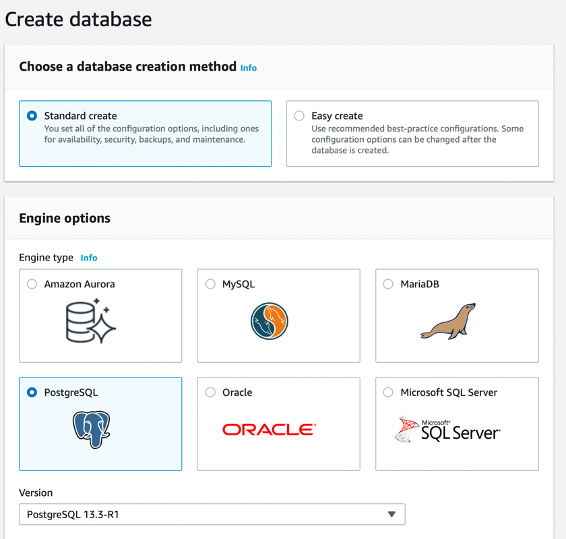 Create database
Choose a database creation method Info
Standard create
You set all of the configuration options, including ones
for availability, security, backups, and maintenance.
Easy create
Use recommended best-practice configurations. Some
configuration options can be changed after the
database is created.
Engine options
Engine type Info
Amazon Aurora
MySQL
MariaDB
PostgreSQL
Oracle
ORACLE
Microsoft SQL Server
Microsoft
SQL Server
Version
PostgreSQL 13.3-R1